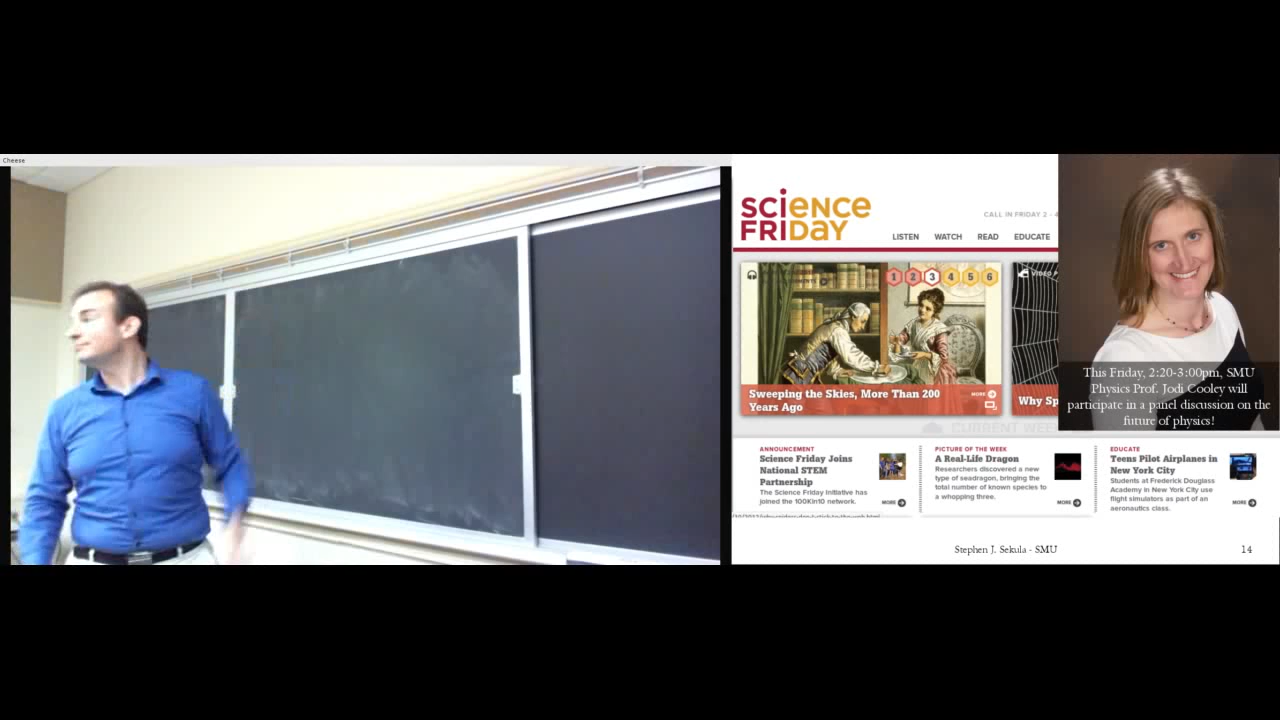 Cheese
SCIENCE
FRIDAY
CALL IN FRIDAY 2 - 4
LISTEN WATCH READ EDUCATE
1 2 3 4 5 6
VIDEO P
Sweeping the Skies, More Than 200
Years Ago
MORE
Why Sp
This Friday, 2:20-3:00pm, SMU
Physics Prof. Jodi Cooley will
participate in a panel discussion on the
future of physics!
CURRENT WEE
ANNOUNCEMENT
Science Friday Joins
National STEM
Partnership
The Science Friday Initiative has
joined the 100Kin10 network.
MORE
PICTURE OF THE WEEK
A Real-Life Dragon
Researchers discovered a new
type of seadragon, bringing the
total number of known species to
a whopping three.
MORE
EDUCATE
Teens Pilot Airplanes in
New York City
Students at Frederick Douglass
Academy in New York City use
flight simulators as part of an
aeronautics class.
MORE
Stephen J. Sekula - SMU
14